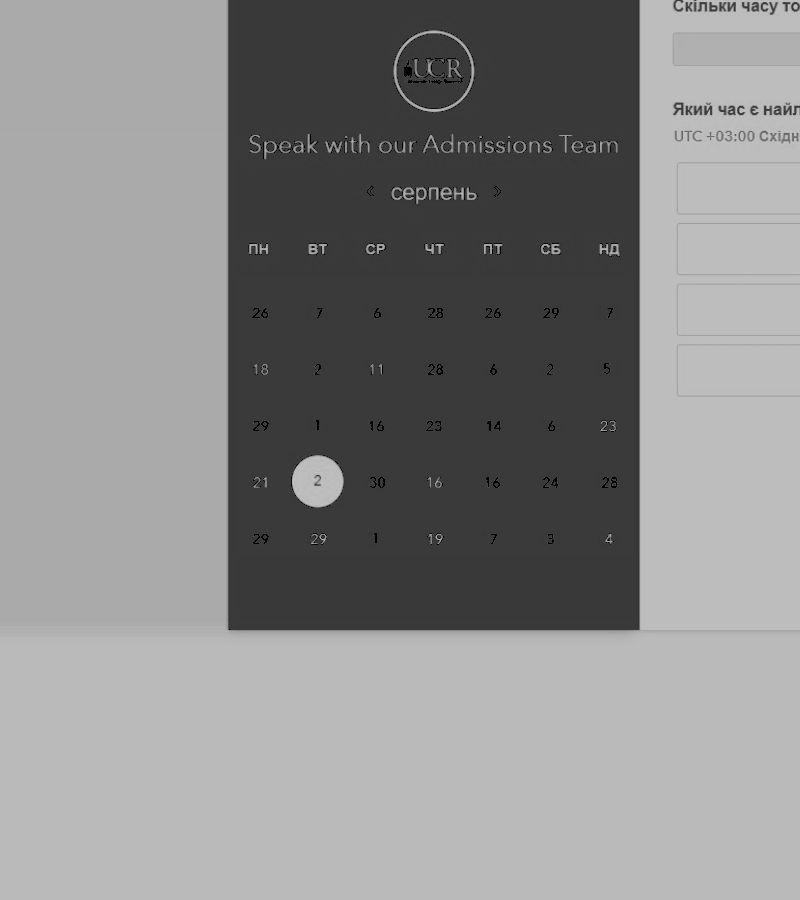 Скільки часу то
UCR
Speak with our Admissions Team
Який час є найл
UTC +03:00 Східн
серпень
ПН ВТ СР ЧТ ПТ СБ НД
26 7 6 28 26 29 7
18 2 11 28 6 2 5
29 1 16 23 14 6 23
21 2 30 16 16 24 28
29 29 1 19 7 3 4